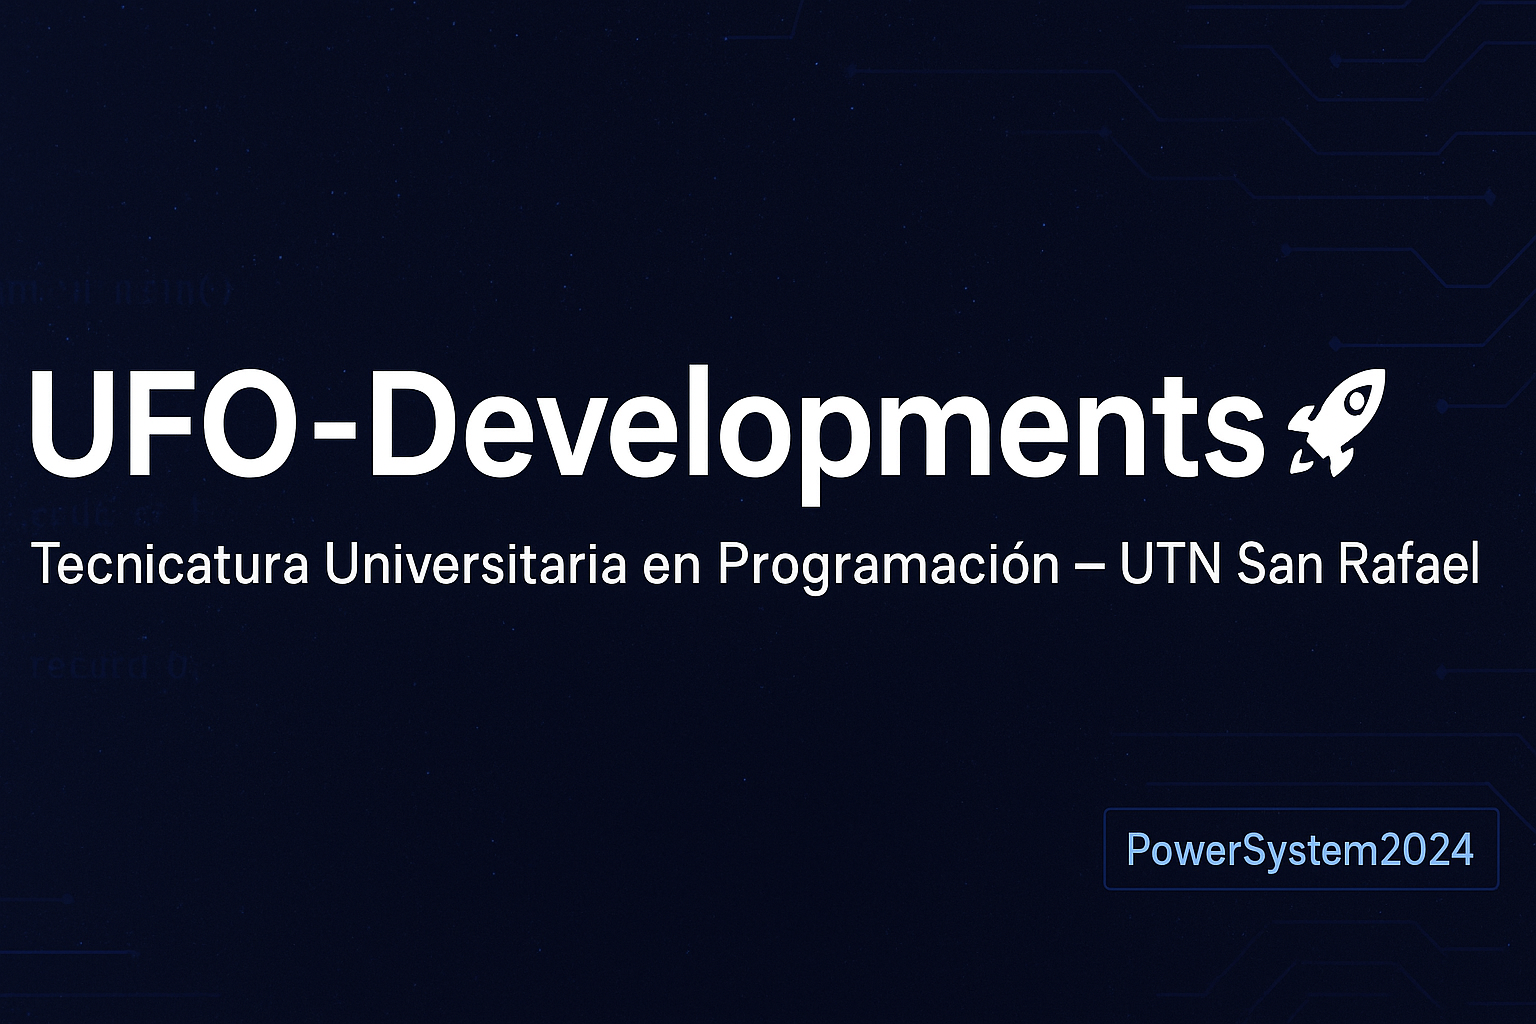 UFO-Developments
Tecnicatura Universitaria en Programación – UTN San Rafael
PowerSystem2024